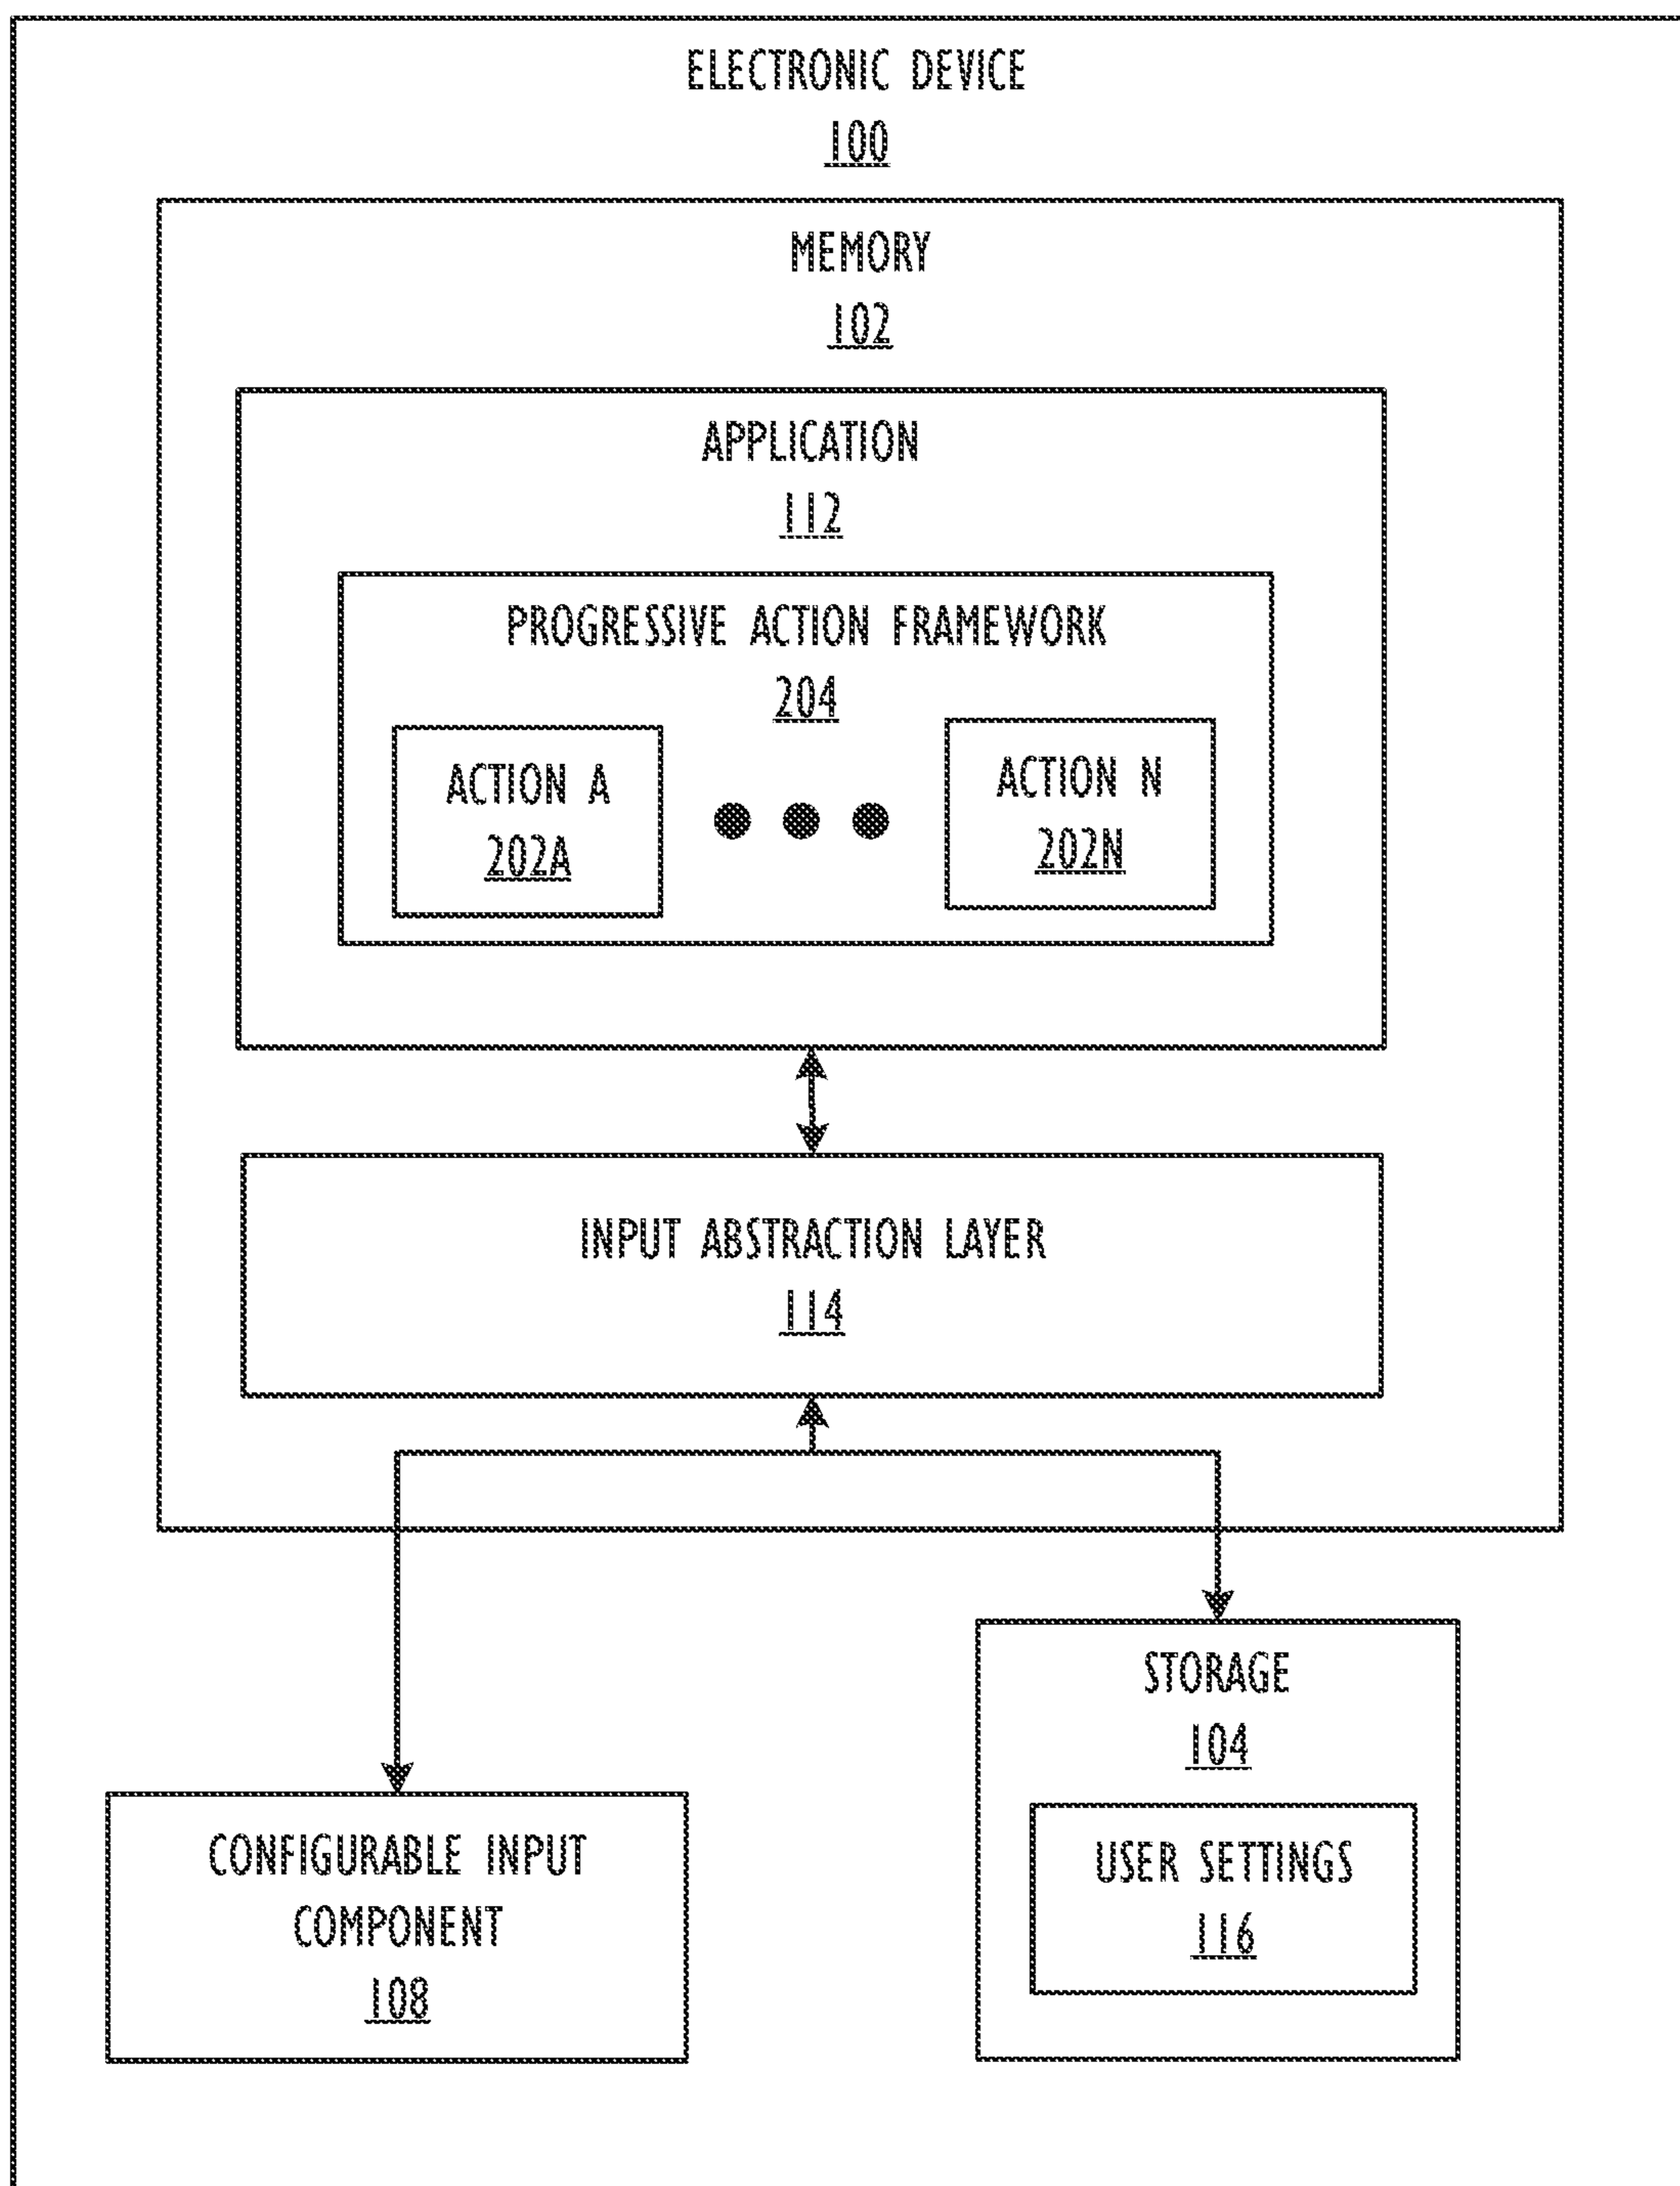 ELECTRONIC DEVICE
100
MEMORY
102
APPLICATION
112
PROGRESSIVE ACTION FRAMEWORK
204
ACTION A
202A
ACTION N
202N
INPUT ABSTRACTION LAYER
114
STORAGE
104
USER SETTINGS
116
CONFIGURABLE INPUT
COMPONENT
108